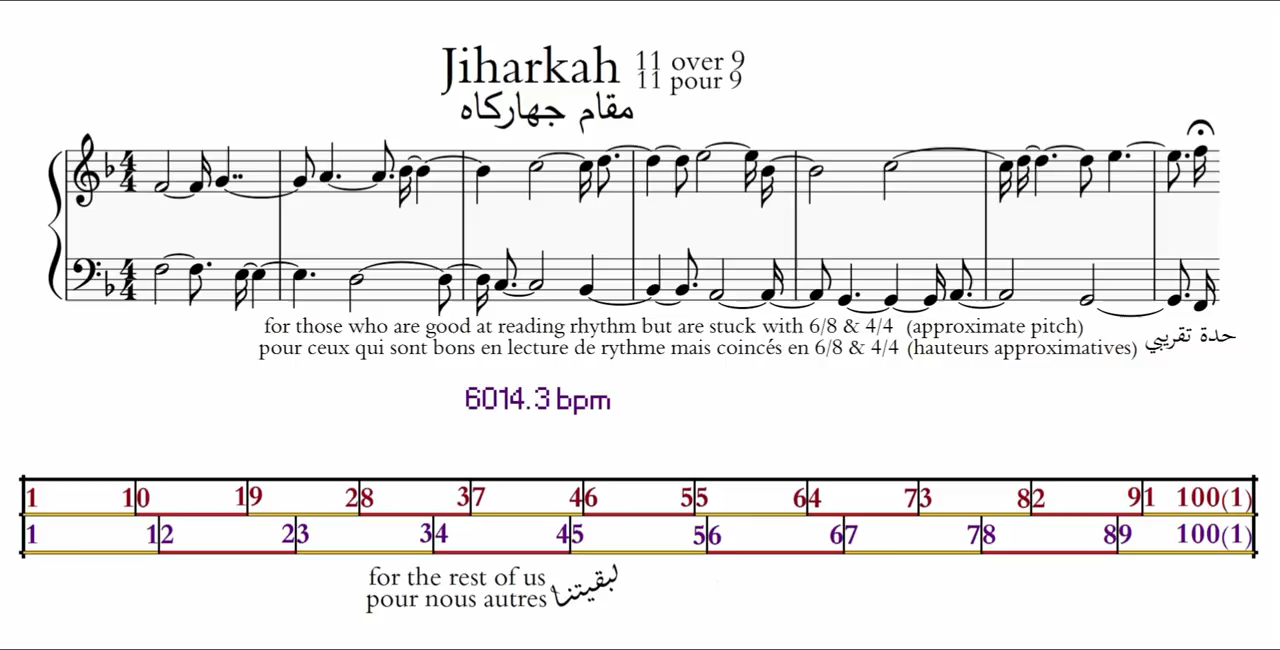 Jiharkah 11 over 9
11 pour 9
مقام جهاركاه
4
4
4
4
for those who are good at reading rhythm but are stuck with 6/8 & 4/4 (approximate pitch)
pour ceux qui sont bons en lecture de rythme mais coincés en 6/8 & 4/4 (hauteurs approximatives) حدة تقريبي
6014.3 bpm
1 10 19 28 37 46 55 64 73 82 91 100(1)
1 12 23 34 45 56 67 78 89 100(1)
for the rest of us
pour nous autres لبقيتنا